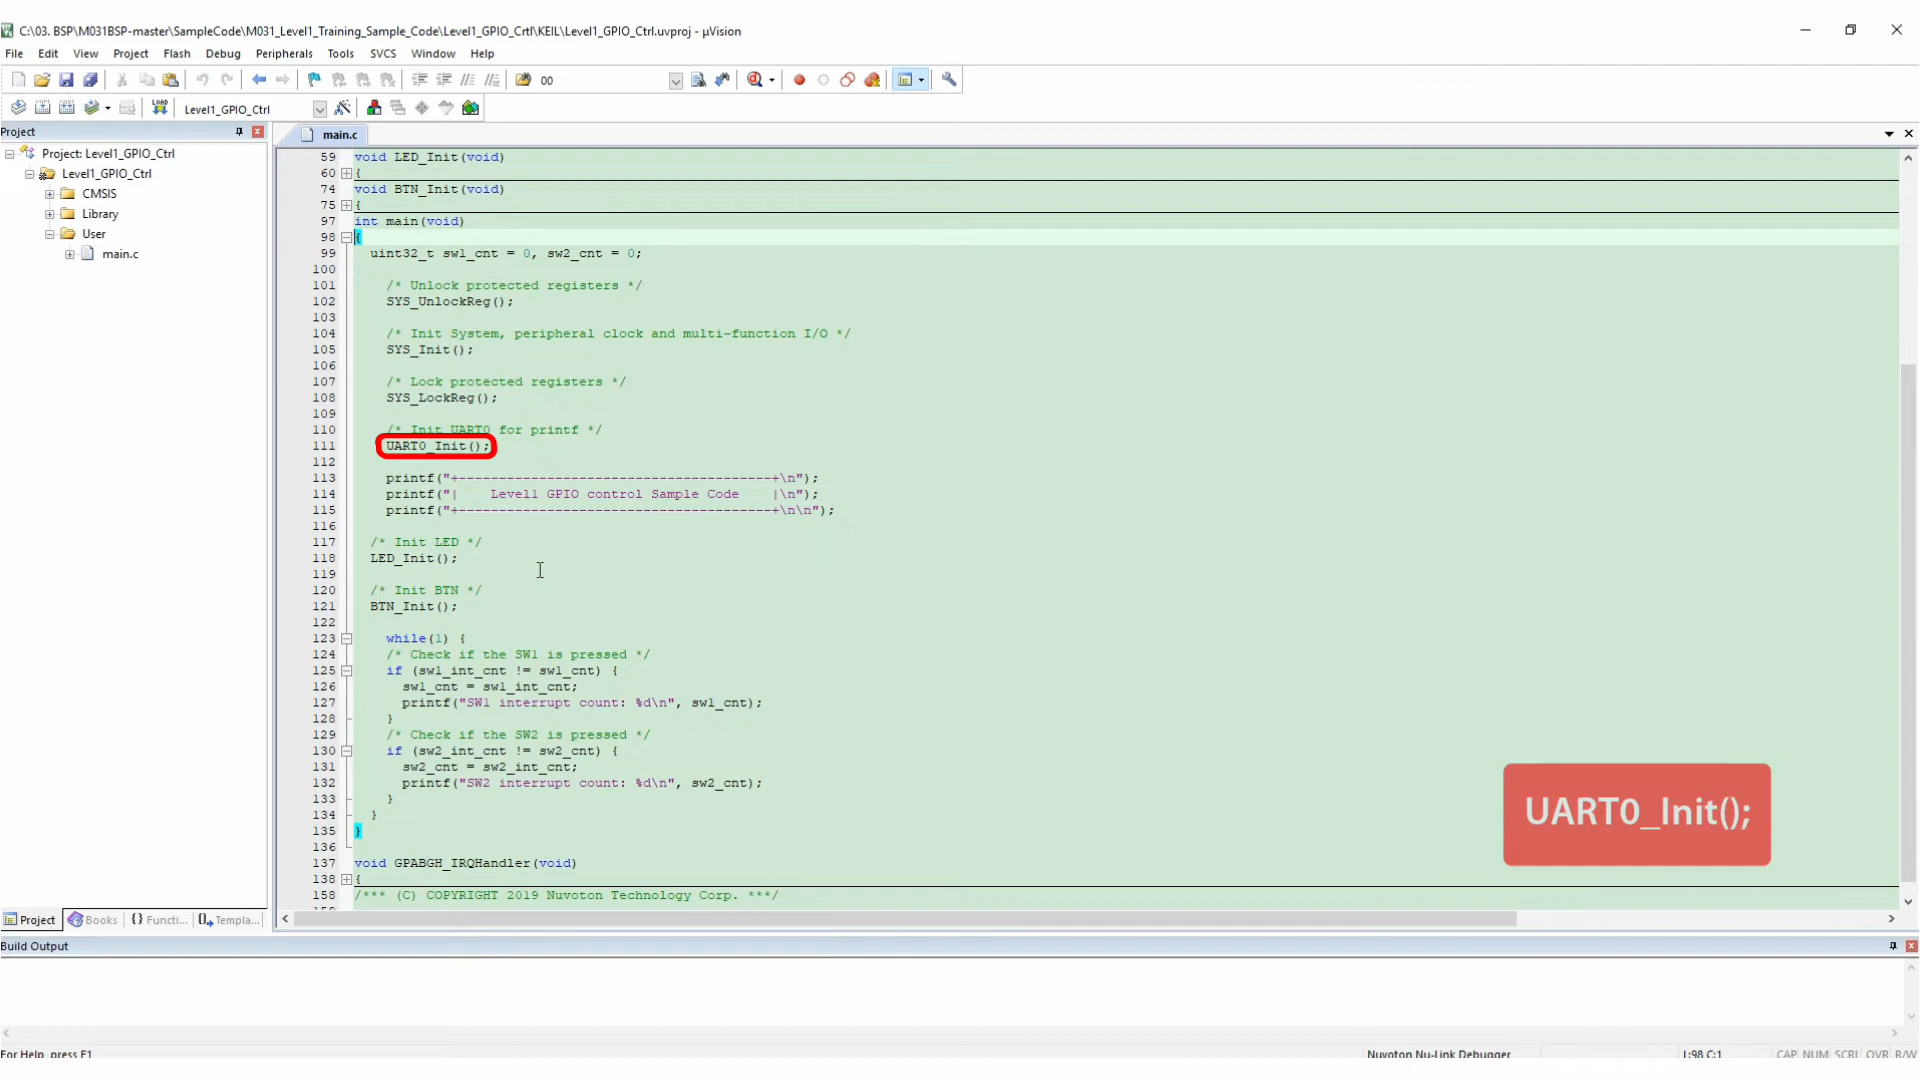 C:\03. BSP\M031BSP-master\SampleCode\M031_Level1_Training_Sample_Code\Level1_GPIO_Crtl\KEIL\Level1_GPIO_Ctrl.uvproj - µVision
File Edit View Project Flash Debug Peripherals Tools SVCS Window Help
00
LOAD Level1_GPIO_Ctrl
Project
main.c
Project: Level1_GPIO_Ctrl
Level1_GPIO_Ctrl
CMSIS
Library
User
main.c
59 void LED_Init(void)
60 {
74 void BTN_Init(void)
75 {
97 int main(void)
98 {
99 uint32_t sw1_cnt = 0, sw2_cnt = 0;
100
101 /* Unlock protected registers */
102 SYS_UnlockReg();
103
104 /* Init System, peripheral clock and multi-function I/O */
105 SYS_Init();
106
107 /* Lock protected registers */
108 SYS_LockReg();
109
110 /* Init UART0 for printf */
111 UART0_Init();
112
113 printf("+---------------------------------------+\n");
114 printf("|    Level1 GPIO control Sample Code    |\n");
115 printf("+---------------------------------------+\n\n");
116
117 /* Init LED */
118 LED_Init();
119
120 /* Init BTN */
121 BTN_Init();
122
123 while(1) {
124 /* Check if the SW1 is pressed */
125 if (sw1_int_cnt != sw1_cnt) {
126 sw1_cnt = sw1_int_cnt;
127 printf("SW1 interrupt count: %d\n", sw1_cnt);
128 }
129 /* Check if the SW2 is pressed */
130 if (sw2_int_cnt != sw2_cnt) {
131 sw2_cnt = sw2_int_cnt;
132 printf("SW2 interrupt count: %d\n", sw2_cnt);
133 }
134 }
135 }
136
137 void GPABGH_IRQHandler(void)
138 {
158 /*** (C) COPYRIGHT 2019 Nuvoton Technology Corp. ***/
UART0_Init();
Project Books {} Functi... Templa...
Build Output
For Help, press F1 Nuvoton Nu-Link Debugger L:98 C:1 CAP NUM SCRL OVR R/W